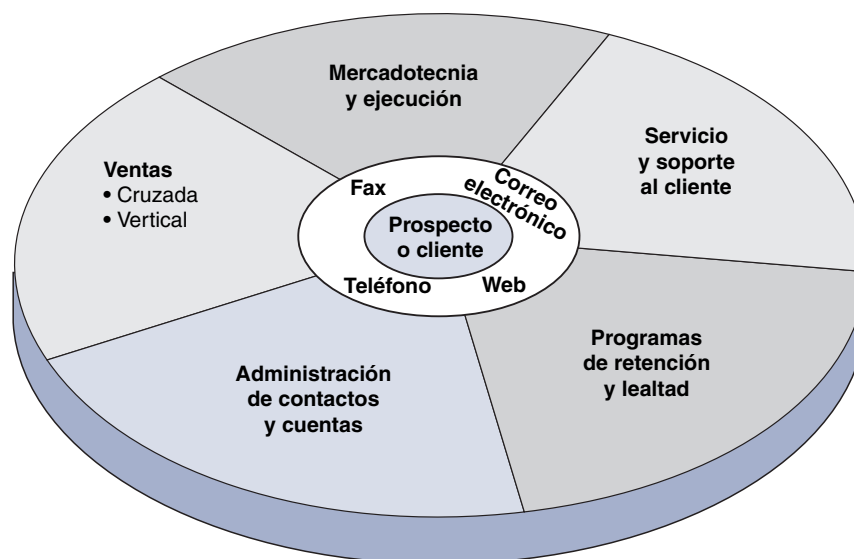 Mercadotecnia
y ejecución
Servicio
y soporte
al cliente
Ventas
• Cruzada
• Vertical
Fax
Correo
electrónico
Prospecto
o cliente
Teléfono
Web
Programas
de retención
y lealtad
Administración
de contactos
y cuentas